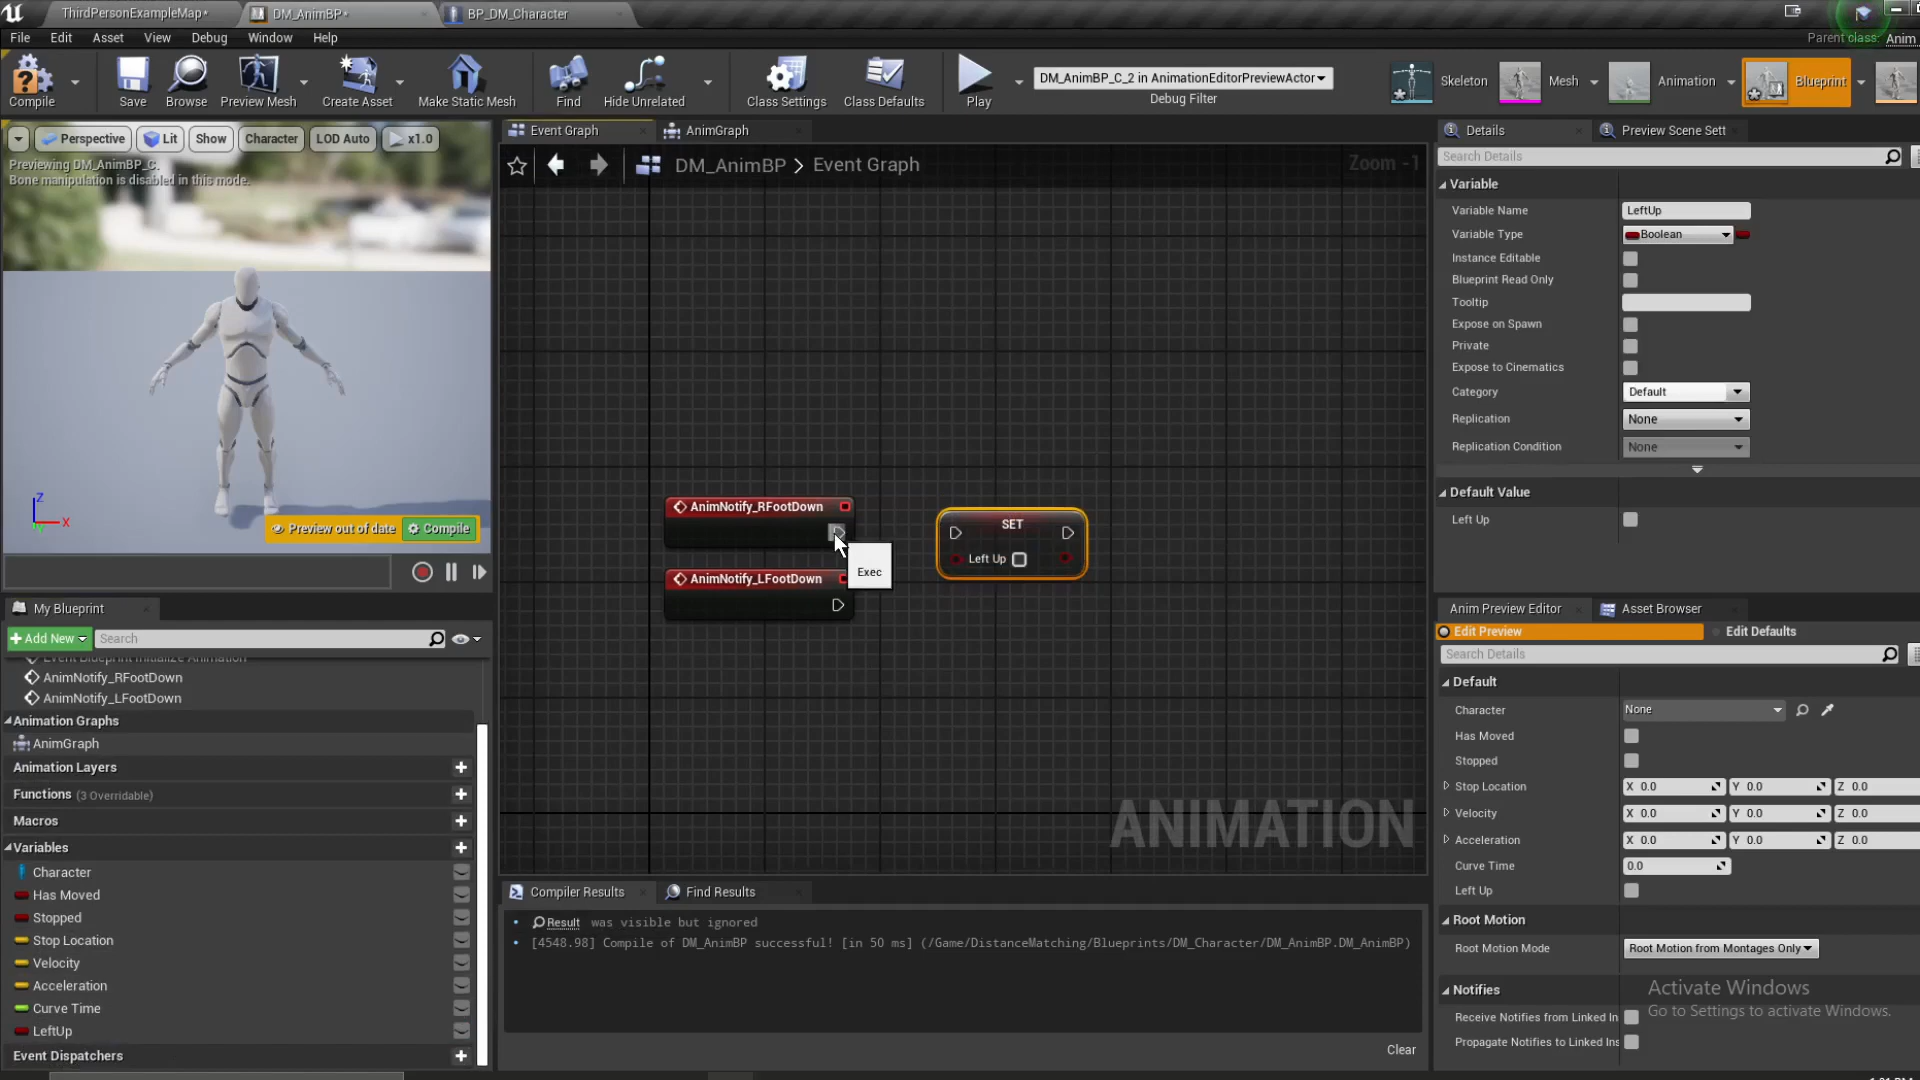 ThirdPersonExampleMap*
DM_AnimBP*
BP_DM_Character
File Edit Asset View Debug Window Help
Parent class: Anim
Compile
Save
Browse
Preview Mesh
Create Asset
Make Static Mesh
Find
Hide Unrelated
Class Settings
Class Defaults
Play
DM_AnimBP_C_2 in AnimationEditorPreviewActor
Debug Filter
Skeleton
Mesh
Animation
Blueprint
Perspective
Lit
Show
Character
LOD Auto
x1.0
Previewing DM_AnimBP_C.
Bone manipulation is disabled in this mode.
Z
X
Preview out of date
Compile
Event Graph
AnimGraph
DM_AnimBP > Event Graph
Zoom -1
AnimNotify_RFootDown
Exec
AnimNotify_LFootDown
SET
Left Up
ANIMATION
My Blueprint
Add New
Search
Event Blueprint Initialize Animation
AnimNotify_RFootDown
AnimNotify_LFootDown
Animation Graphs
AnimGraph
Animation Layers
Functions (3 Overridable)
Macros
Variables
Character
Has Moved
Stopped
Stop Location
Velocity
Acceleration
Curve Time
LeftUp
Event Dispatchers
Compiler Results
Find Results
Result was visible but ignored
[4548.98] Compile of DM_AnimBP successful! [in 50 ms] (/Game/DistanceMatching/Blueprints/DM_Character/DM_AnimBP.DM_AnimBP)
Clear
Details
Preview Scene Sett
Search Details
Variable
Variable Name LeftUp
Variable Type Boolean
Instance Editable
Blueprint Read Only
Tooltip
Expose on Spawn
Private
Expose to Cinematics
Category Default
Replication None
Replication Condition None
Default Value
Left Up
Anim Preview Editor
Asset Browser
Edit Preview
Edit Defaults
Search Details
Default
Character None
Has Moved
Stopped
Stop Location X 0.0 Y 0.0 Z 0.0
Velocity X 0.0 Y 0.0 Z 0.0
Acceleration X 0.0 Y 0.0 Z 0.0
Curve Time 0.0
Left Up
Root Motion
Root Motion Mode Root Motion from Montages Only
Notifies
Receive Notifies from Linked In
Propagate Notifies to Linked Ins
Activate Windows
Go to Settings to activate Windows.